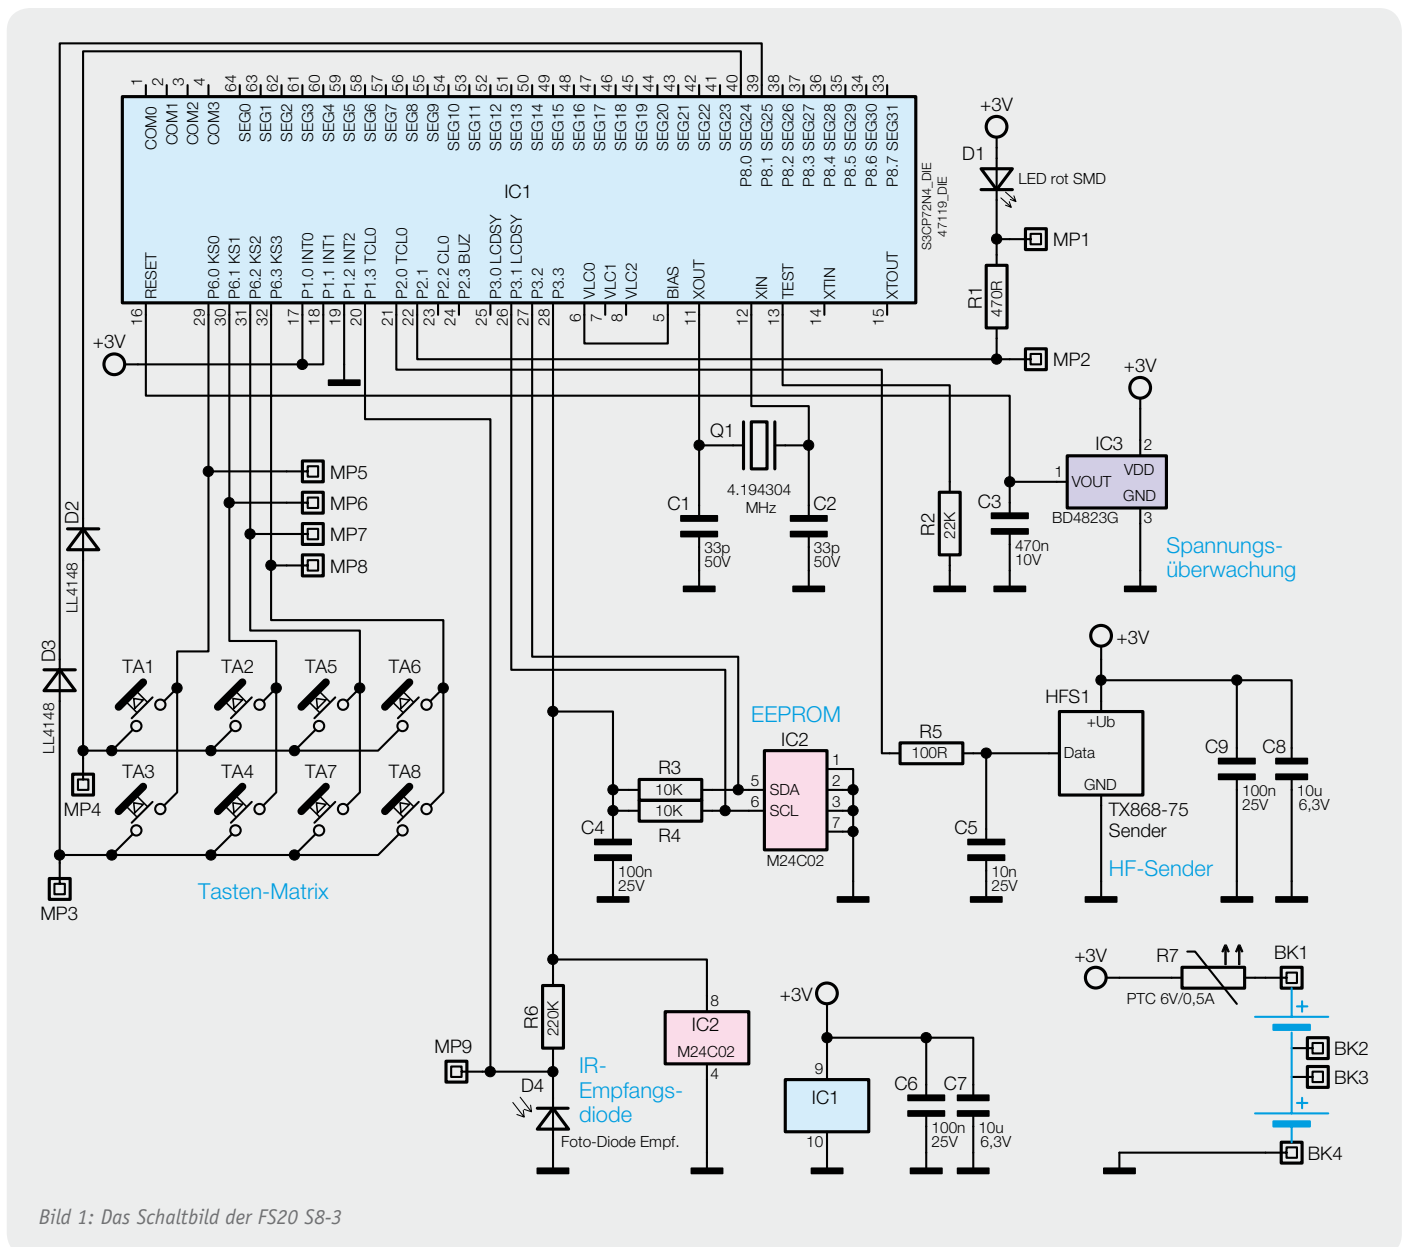 1 2 3 4 64 63 62 61 60 59 58 57 56 55 54 53 52 51 50 49 48 47 46 45 44 43 42 41 40 39 38 37 36 35 34 33
COM0 COM1 COM2 COM3 SEG0 SEG1 SEG2 SEG3 SEG4 SEG5 SEG6 SEG7 SEG8 SEG9 SEG10 SEG11 SEG12 SEG13 SEG14 SEG15 SEG16 SEG17 SEG18 SEG19 SEG20 SEG21 SEG22 SEG23 P8.0 SEG24 P8.1 SEG25 P8.2 SEG26 P8.3 SEG27 P8.4 SEG28 P8.5 SEG29 P8.6 SEG30 P8.7 SEG31
IC1
S3CP72N4_DIE
47119_DIE
RESET P6.0 KS0 P6.1 KS1 P6.2 KS2 P6.3 KS3 P1.0 INT0 P1.1 INT1 P1.2 INT2 P1.3 TCL0 P2.0 TCL0 P2.1 P2.2 CL0 P2.3 BUZ P3.0 LCDSY P3.1 LCDSY P3.2 P3.3 VLC0 VLC1 VLC2 BIAS XOUT XIN TEST XTIN XTOUT
16 29 30 31 32 17 18 19 20 21 22 23 24 25 26 27 28 6 7 8 5 11 12 13 14 15
+3V
D1
LED rot SMD
MP1
R1
470R
MP2
+3V
+3V
IC3
2
1
VOUT
VDD
GND
BD4823G
3
Spannungs-
überwachung
Q1
4.194304
MHz
C1
33p
50V
C2
33p
50V
R2
22K
C3
470n
10V
MP5
MP6
MP7
MP8
D2
LL4148
D3
LL4148
TA1
TA2
TA5
TA6
TA3
TA4
TA7
TA8
MP4
MP3
Tasten-Matrix
EEPROM
IC2
R3
10K
10K
R4
5
6
SDA
SCL
1
2
3
7
M24C02
C4
100n
25V
R5
100R
C5
10n
25V
+3V
HFS1
+Ub
Data
GND
TX868-75
Sender
HF-Sender
C9
100n
25V
C8
10u
6,3V
R6
220K
MP9
D4
IR-
Empfangs-
diode
Foto-Diode Empf.
8
IC2
M24C02
4
+3V
9
IC1
10
C6
100n
25V
C7
10u
6,3V
+3V
R7
PTC 6V/0,5A
BK1
+
BK2
BK3
+
BK4
Bild 1: Das Schaltbild der FS20 S8-3